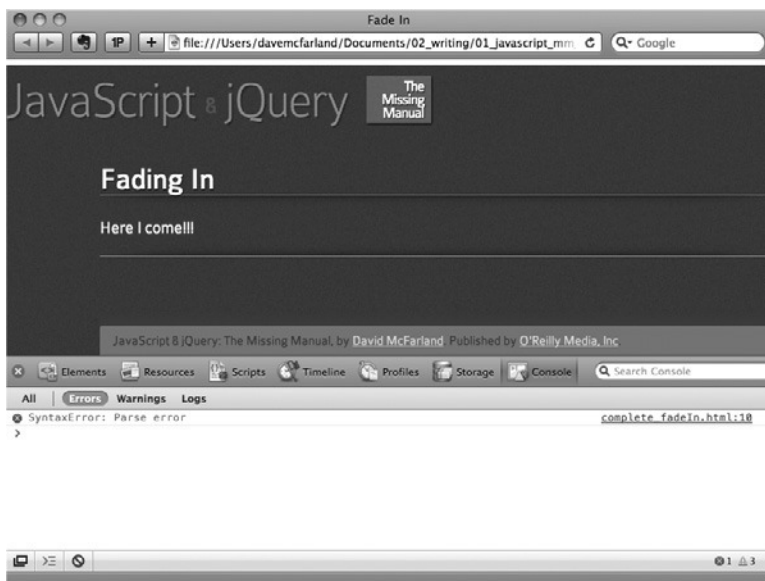 Fade In
1P + file:///Users/davemcfarland/Documents/02_writing/01_javascript_mm Google
JavaScript & jQuery The Missing Manual
Fading In
Here I come!!!
JavaScript & jQuery: The Missing Manual, by David McFarland. Published by O'Reilly Media, Inc
Elements Resources Scripts Timeline Profiles Storage Console Search Console
All Errors Warnings Logs
SyntaxError: Parse error complete_fadeIn.html:10
>
1 3